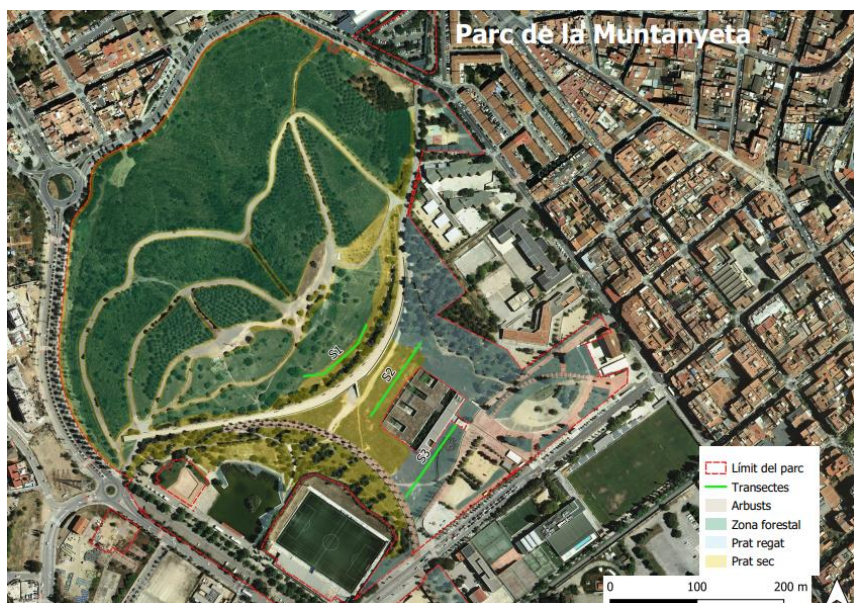 Parc de la Muntanyeta
S1
S2
S3
Límit del parc
Transectes
Arbusts
Zona forestal
Prat regat
Prat sec
0 100 200 m